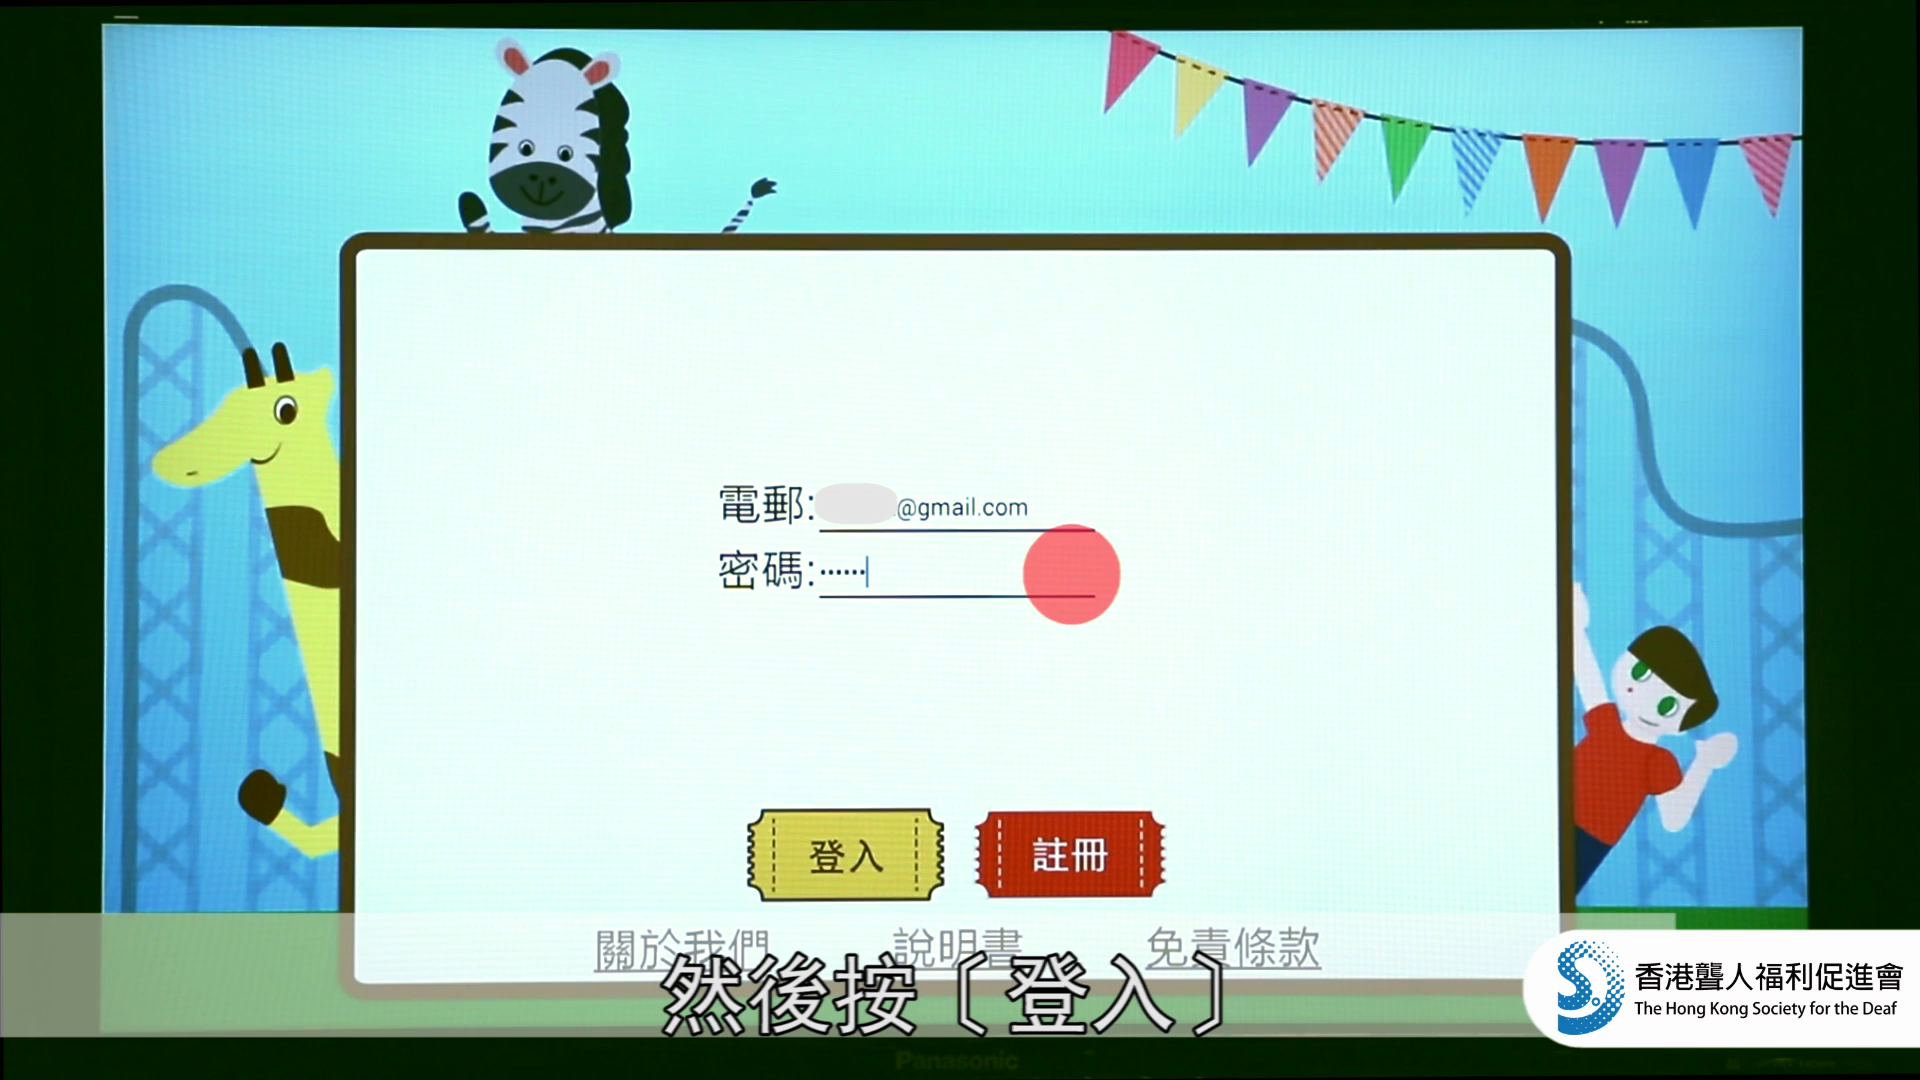 電郵: @gmail.com
密碼:······
登入 註冊
關於我們 說明書 免責條款
然後按〔登入〕
香港聾人福利促進會
The Hong Kong Society for the Deaf
Panasonic